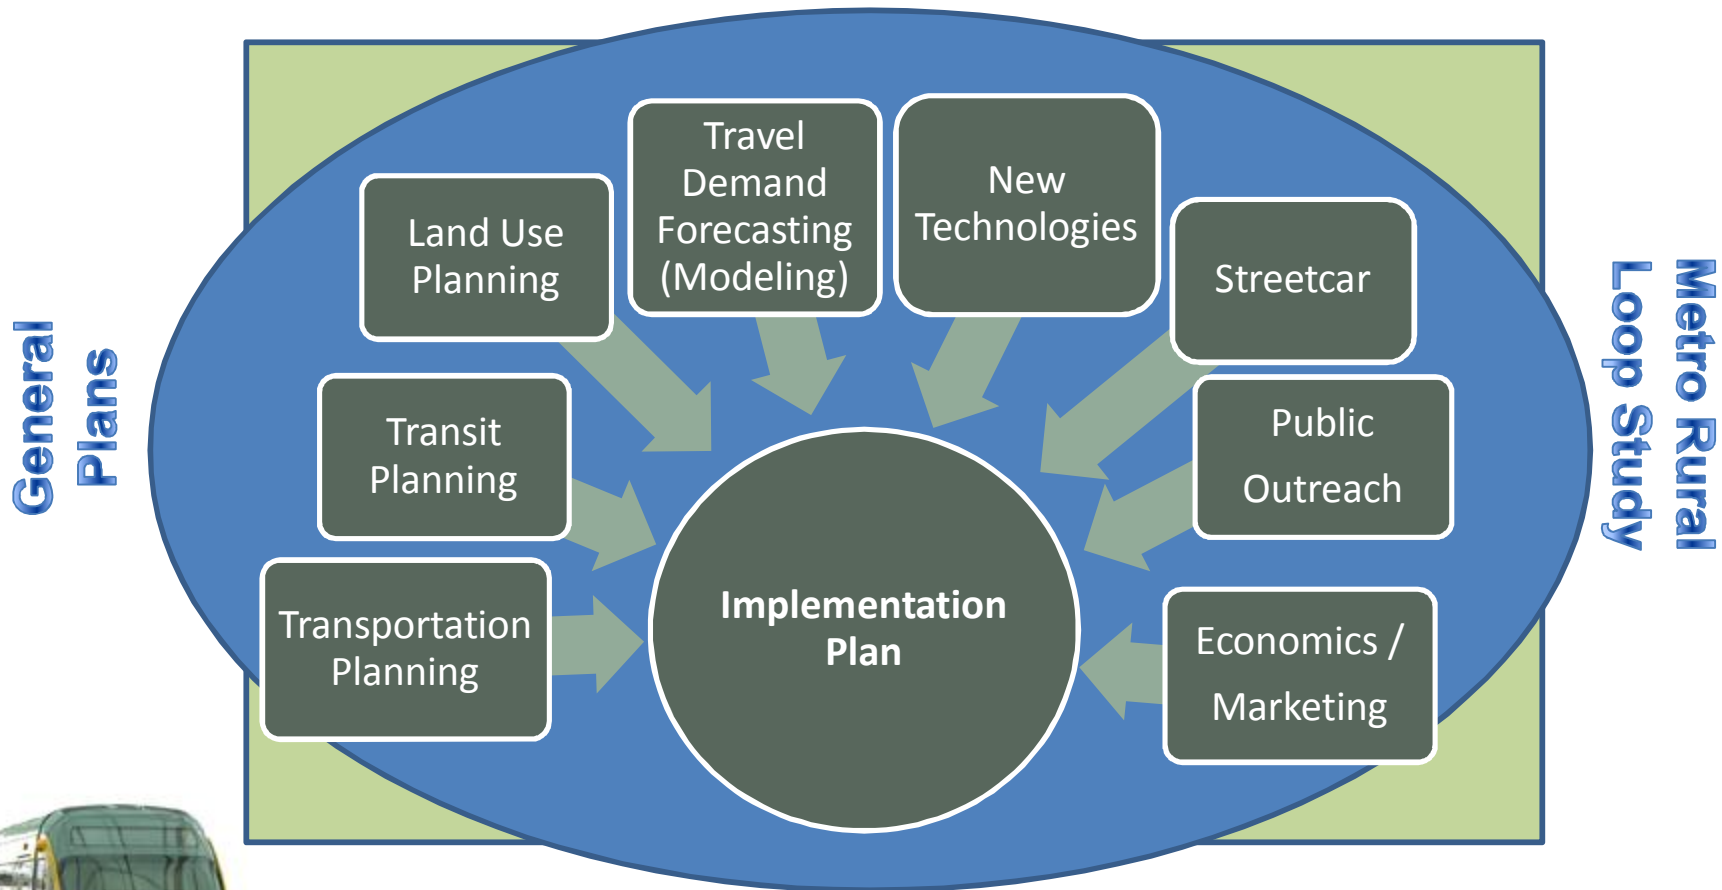 General
Plans
Transportation
Planning
Transit
Planning
Land Use
Planning
Travel
Demand
Forecasting
(Modeling)
New
Technologies
Streetcar
Public
Outreach
Economics /
Marketing
Implementation
Plan
Metro Rural
Loop Study